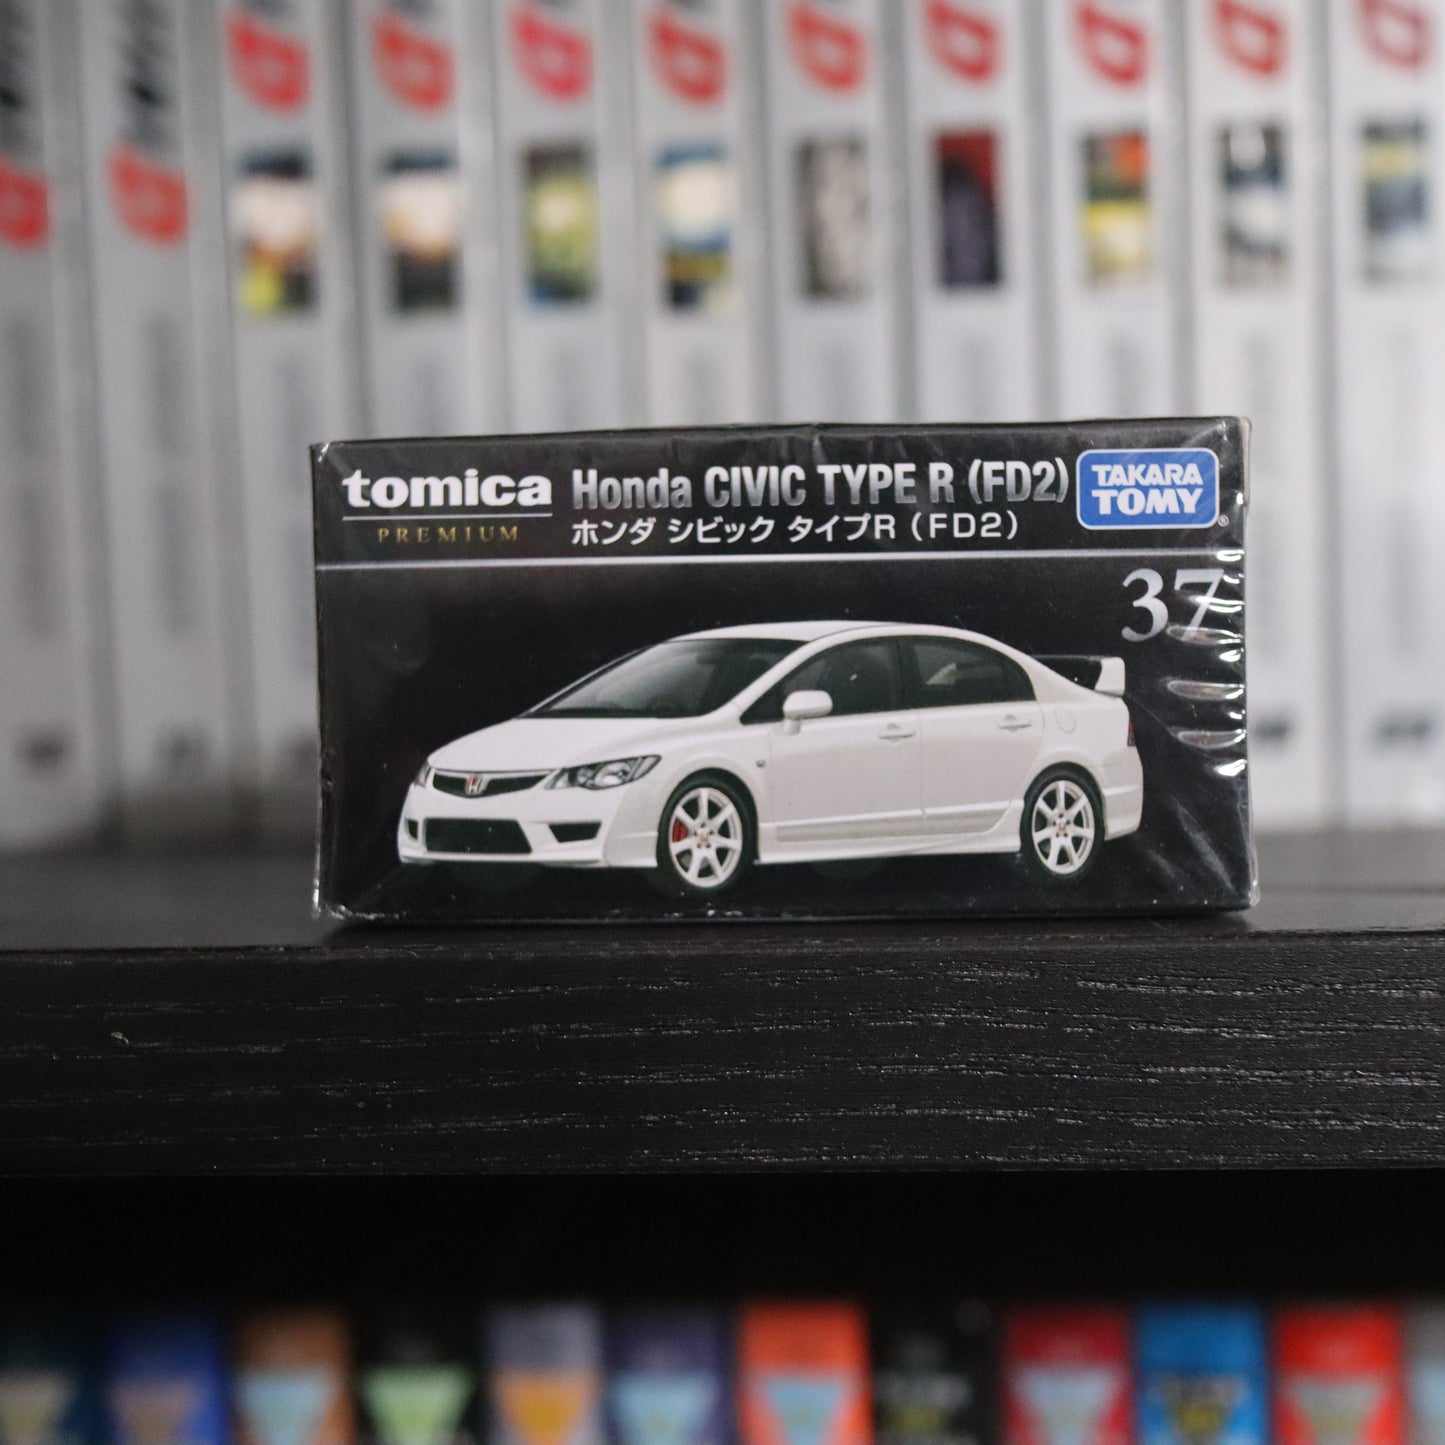 tomica
PREMIUM
Honda CIVIC TYPE R (FD2)
ホンダ シビック タイプR（FD2）
TAKARA
TOMY®
37